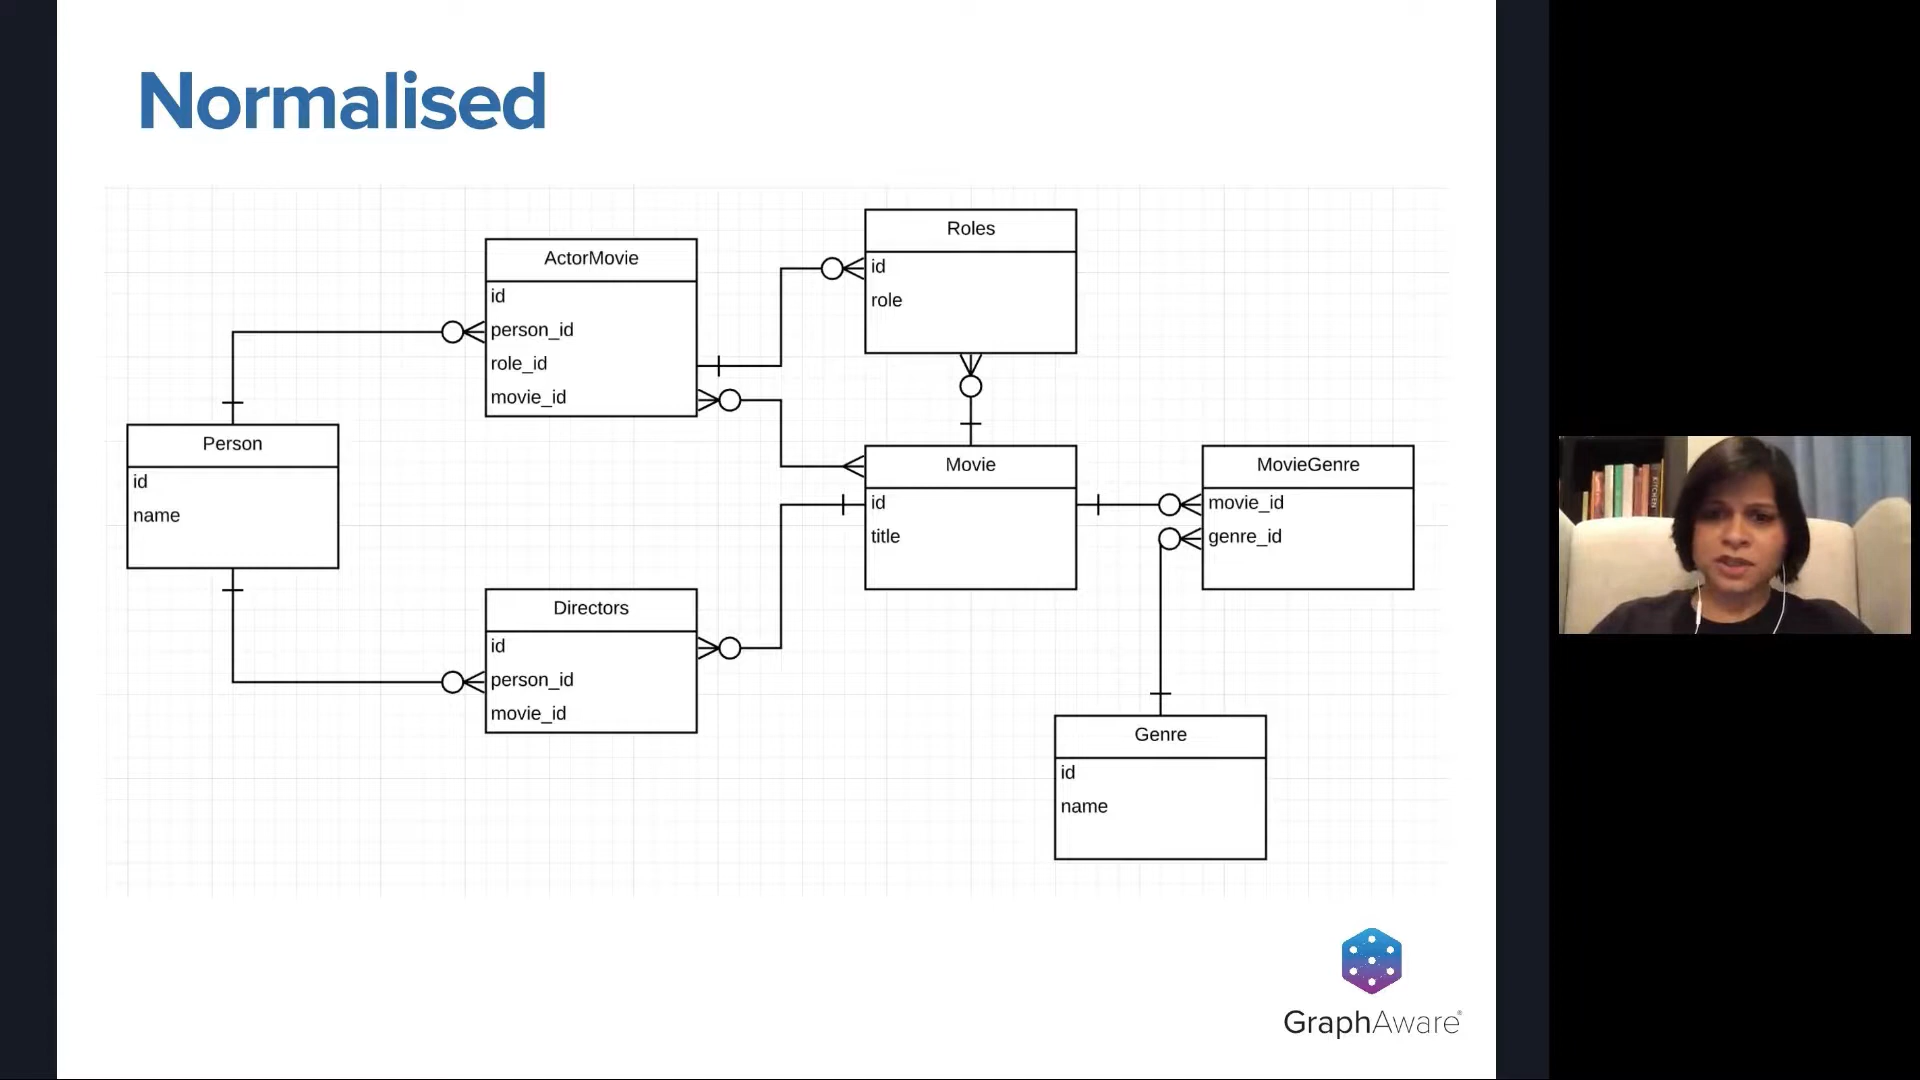 Normalised
Roles
id
role
ActorMovie
id
person_id
role_id
movie_id
Person
id
name
Movie
id
title
MovieGenre
movie_id
genre_id
Directors
id
person_id
movie_id
Genre
id
name
GraphAware®
KITCHEN